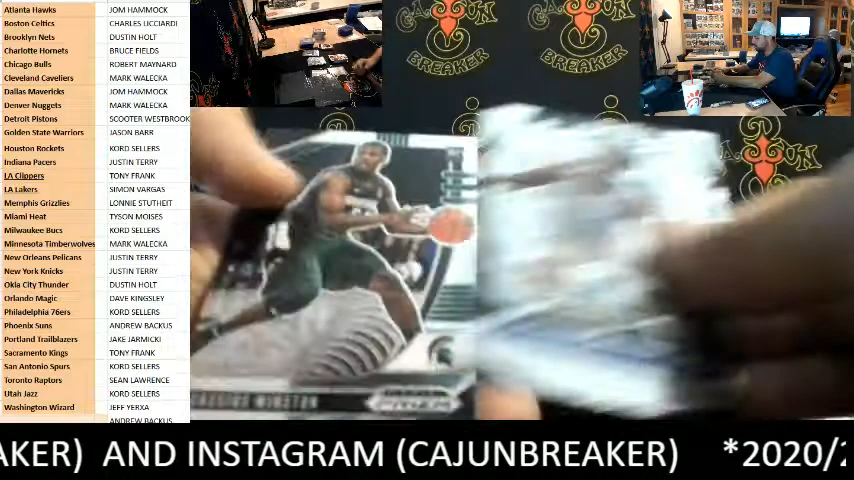 Atlanta Hawks JOM HAMMOCK
Boston Celtics CHARLES LICCIARDI
Brooklyn Nets DUSTIN HOLT
Charlotte Hornets BRUCE FIELDS
Chicago Bulls ROBERT MAYNARD
Cleveland Caveliers MARK WALECKA
Dallas Mavericks JOM HAMMOCK
Denver Nuggets MARK WALECKA
Detroit Pistons SCOOTER WESTBROOK
Golden State Warriors JASON BARR
Houston Rockets KORD SELLERS
Indiana Pacers JUSTIN TERRY
LA Clippers TONY FRANK
LA Lakers SIMON VARGAS
Memphis Grizzlies LONNIE STUTHEIT
Miami Heat TYSON MOISES
Milwaukee Bucs KORD SELLERS
Minnesota Timberwolves MARK WALECKA
New Orleans Pelicans JUSTIN TERRY
New York Knicks JUSTIN TERRY
Okla City Thunder DUSTIN HOLT
Orlando Magic DAVE KINGSLEY
Philadelphia 76ers KORD SELLERS
Phoenix Suns ANDREW BACKUS
Portland Trailblazers JAKE JARMICKI
Sacramento Kings TONY FRANK
San Antonio Spurs KORD SELLERS
Toronto Raptors SEAN LAWRENCE
Utah Jazz KORD SELLERS
Washington Wizard JEFF YERXA
ANDREW BACKUS
CAJUN
BREAKER
CAJUN
BREAKER
CAJUN
WINSTON
PRIZM
AKER) AND INSTAGRAM (CAJUNBREAKER) *2020/2